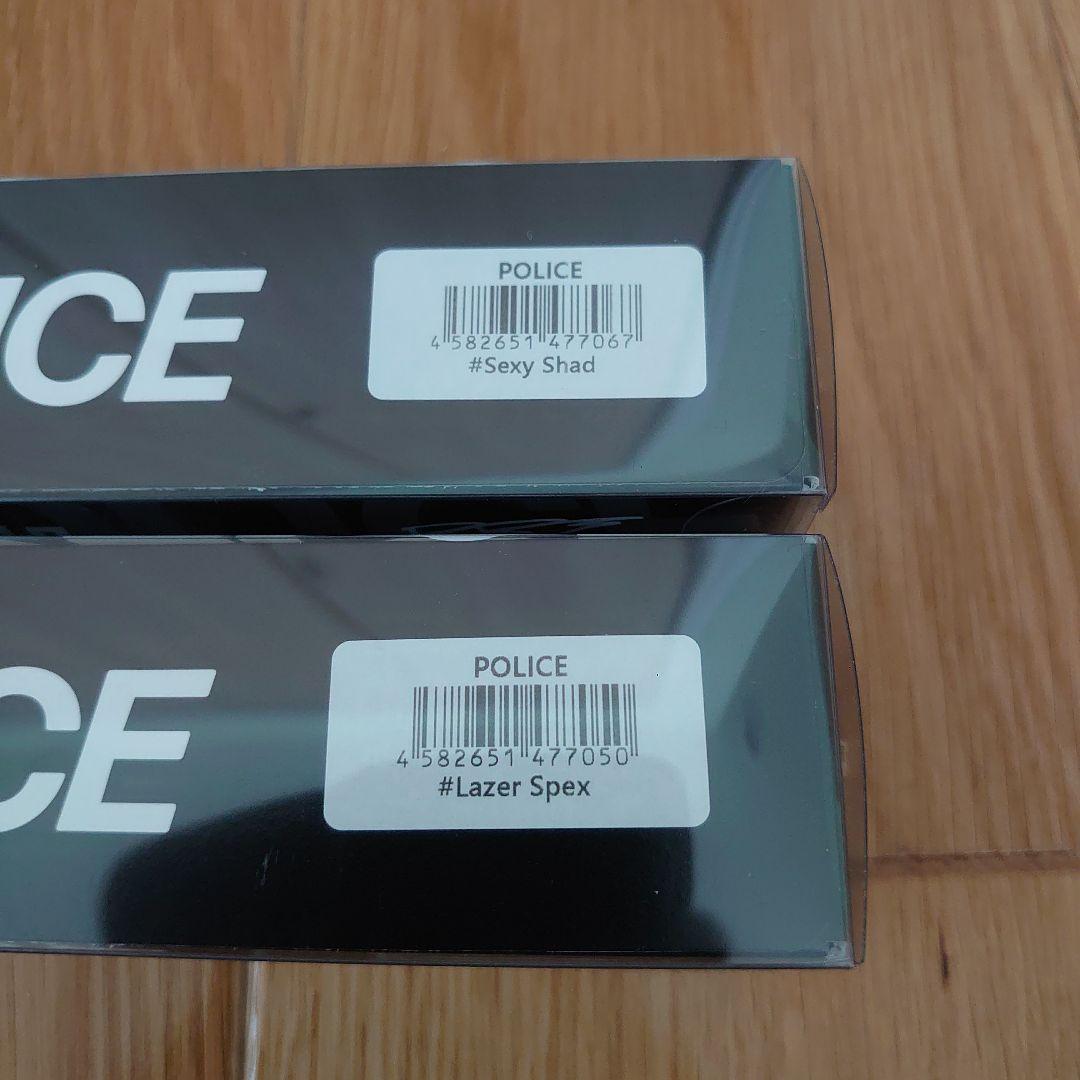 ICE
POLICE
4 582651 477067
#Sexy Shad
CE
POLICE
4 582651 477050
#Lazer Spex